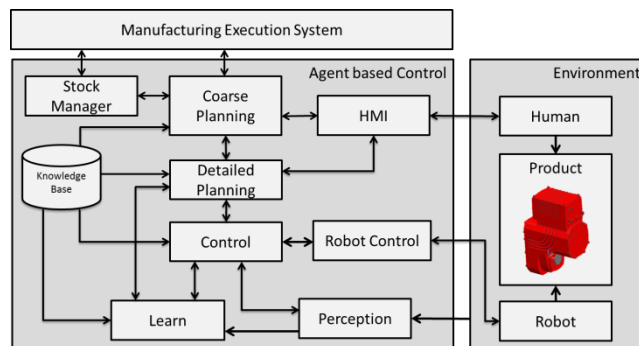 Manufacturing Execution System
Agent based Control
Environment
Stock
Manager
Coarse
Planning
HMI
Human
Knowledge
Base
Detailed
Planning
Product
Control
Robot Control
Learn
Perception
Robot